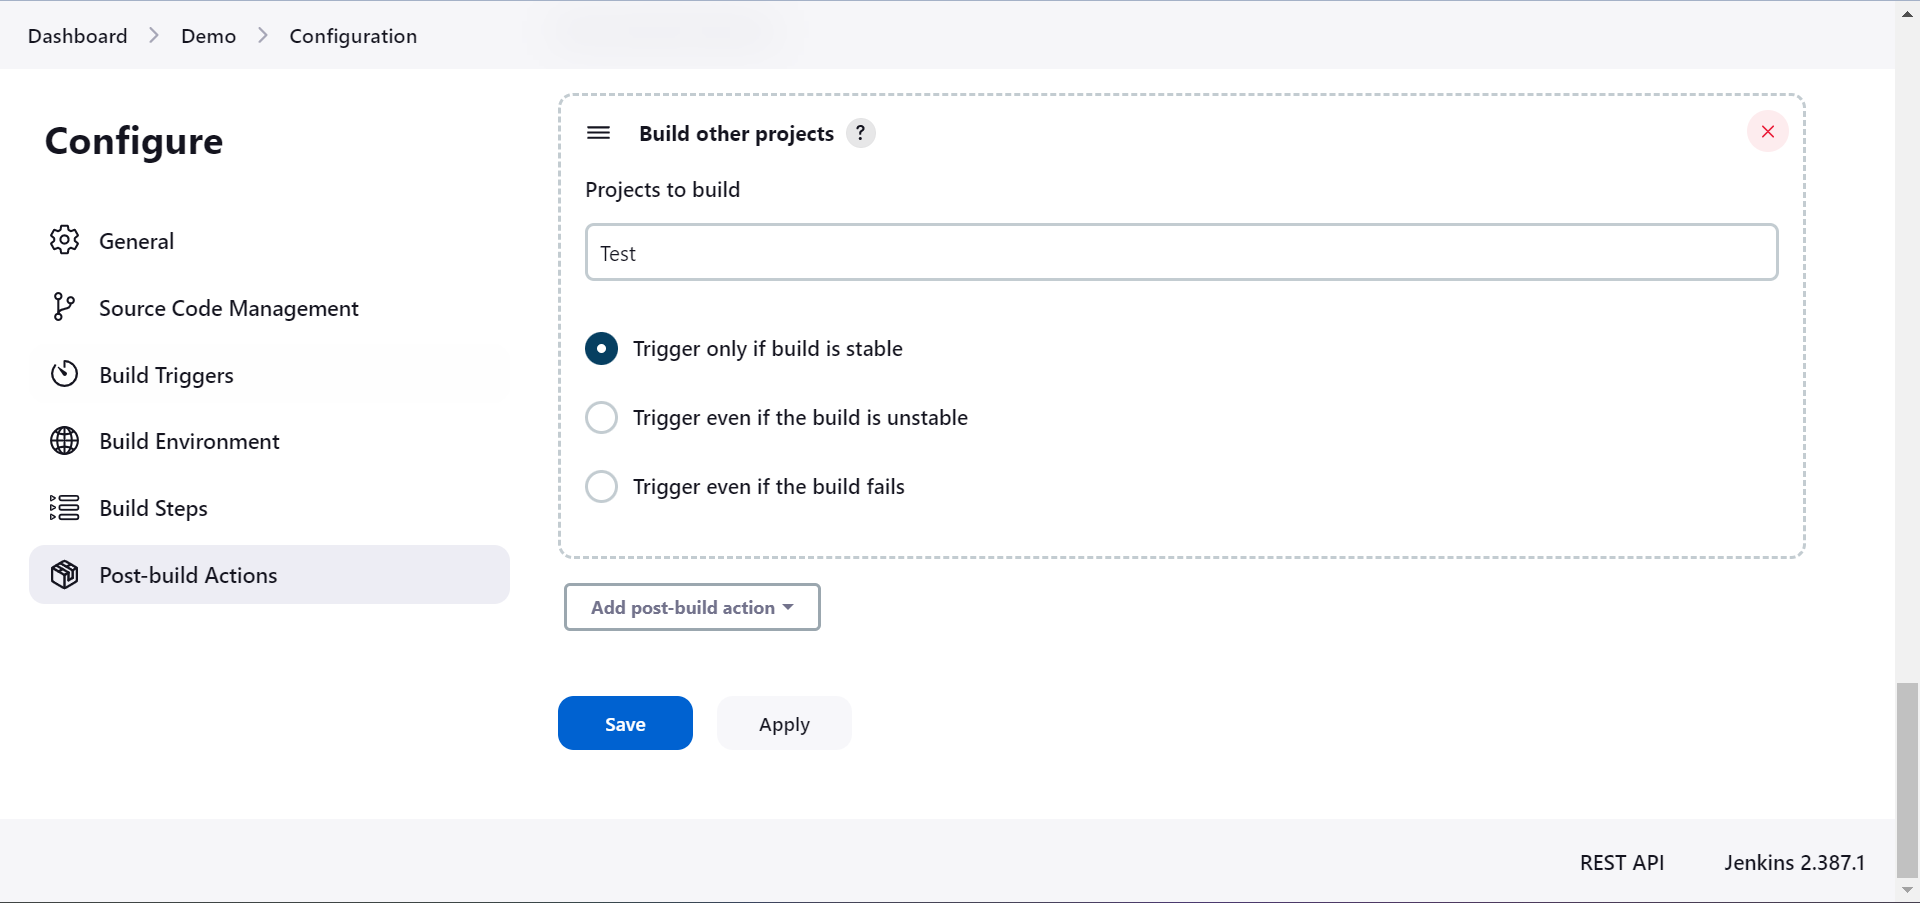 Dashboard > Demo > Configuration
Configure
General
Source Code Management
Build Triggers
Build Environment
Build Steps
Post-build Actions
Build other projects ?
Projects to build
Test
Trigger only if build is stable
Trigger even if the build is unstable
Trigger even if the build fails
Add post-build action
Save Apply
REST API Jenkins 2.387.1